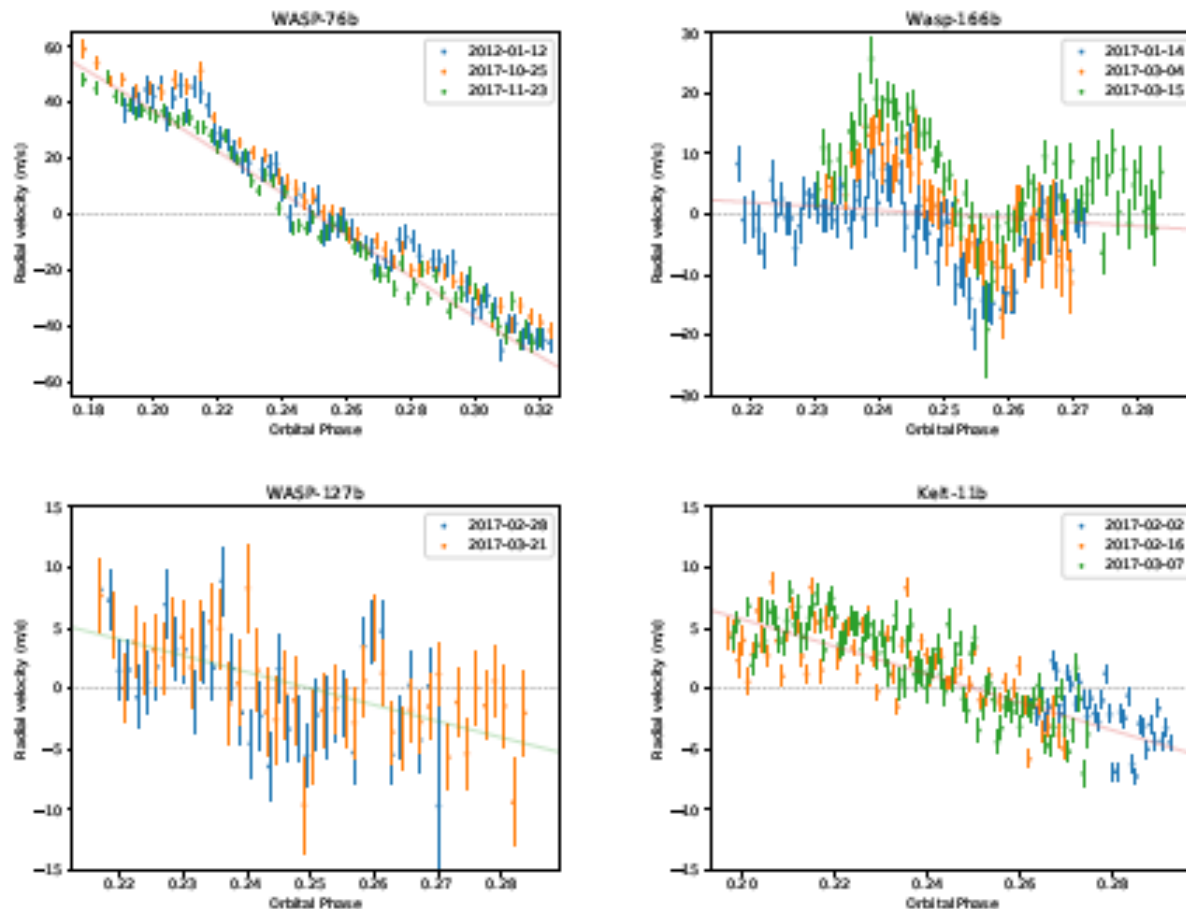 WASP-76b
60
40
20
0
−20
−40
−60
Radial velocity (m/s)
2012-01-12
2017-10-25
2017-11-23
0.18 0.20 0.22 0.24 0.26 0.28 0.30 0.32
Orbital Phase
Wasp-166b
30
20
10
0
−10
−20
−30
Radial velocity (m/s)
2017-01-14
2017-03-04
2017-03-15
0.22 0.23 0.24 0.25 0.26 0.27 0.28
Orbital Phase
WASP-127b
15
10
5
0
−5
−10
−15
Radial velocity (m/s)
2017-02-28
2017-03-21
0.22 0.23 0.24 0.25 0.26 0.27 0.28
Orbital Phase
Kelt-11b
15
10
5
0
−5
−10
−15
Radial velocity (m/s)
2017-02-02
2017-02-16
2017-03-07
0.20 0.22 0.24 0.26 0.28
Orbital Phase